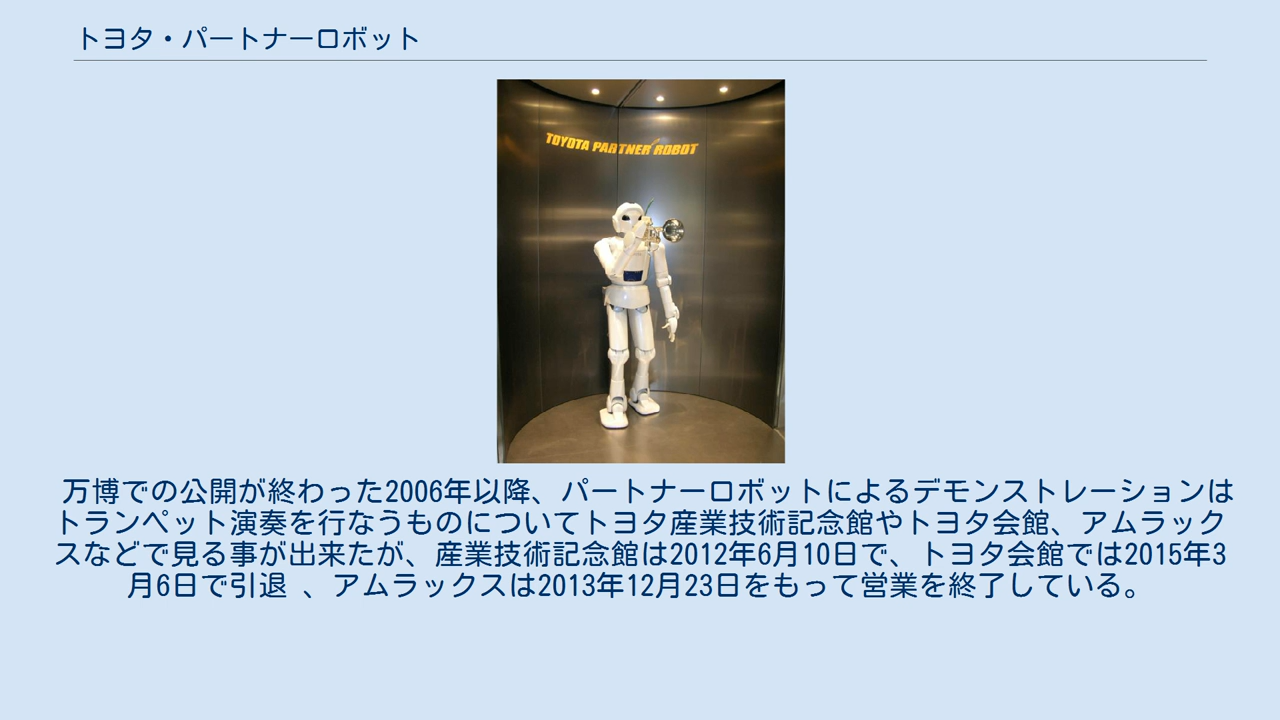 トヨタ・パートナーロボット
TOYOTA PARTNER ROBOT
万博での公開が終わった2006年以降、パートナーロボットによるデモンストレーションは
トランペット演奏を行なうものについてトヨタ産業技術記念館やトヨタ会館、アムラック
スなどで見る事が出来たが、産業技術記念館は2012年6月10日で、トヨタ会館では2015年3
月6日で引退 、アムラックスは2013年12月23日をもって営業を終了している。